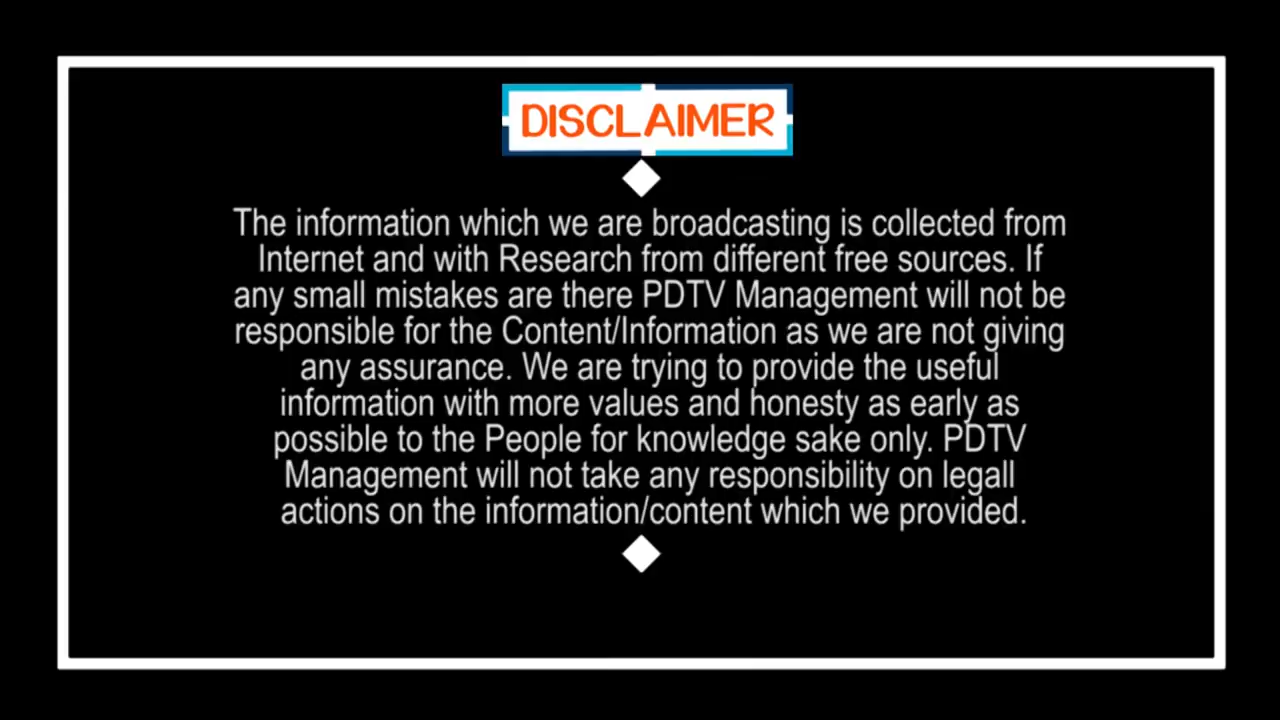 DISCLAIMER
The information which we are broadcasting is collected from
Internet and with Research from different free sources. If
any small mistakes are there PDTV Management will not be
responsible for the Content/Information as we are not giving
any assurance. We are trying to provide the useful
information with more values and honesty as early as
possible to the People for knowledge sake only. PDTV
Management will not take any responsibility on legall
actions on the information/content which we provided.